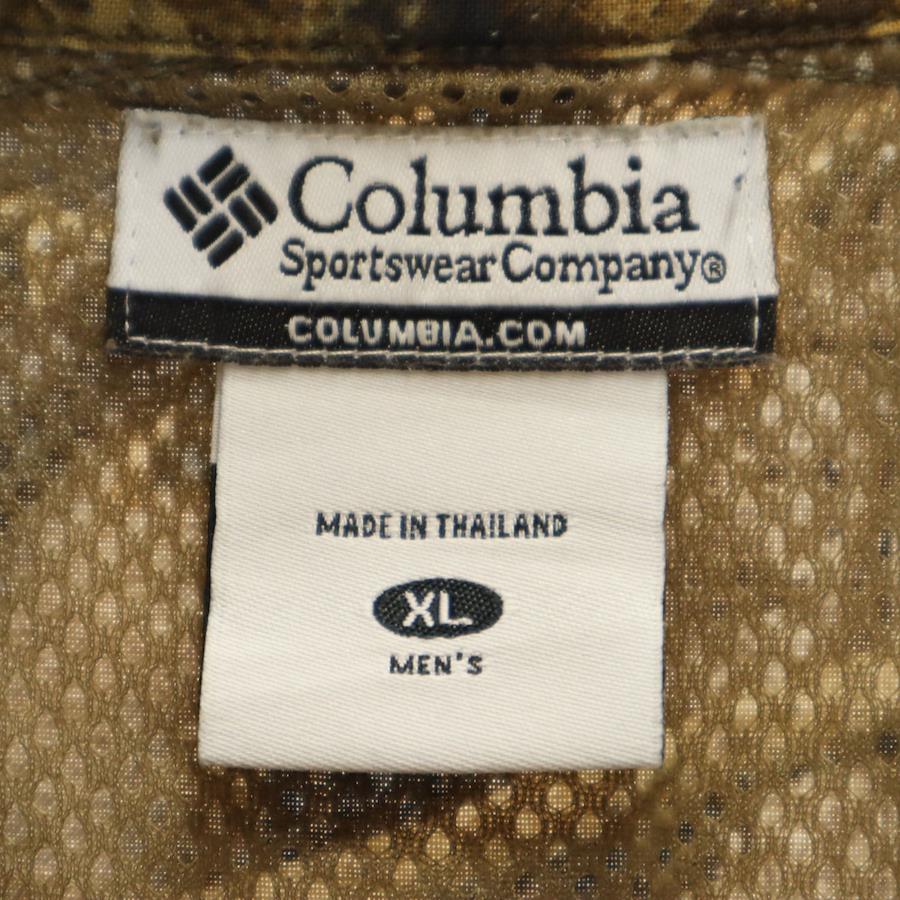 Columbia
Sportswear Company®
COLUMBIA.COM
MADE IN THAILAND
XL
MEN'S